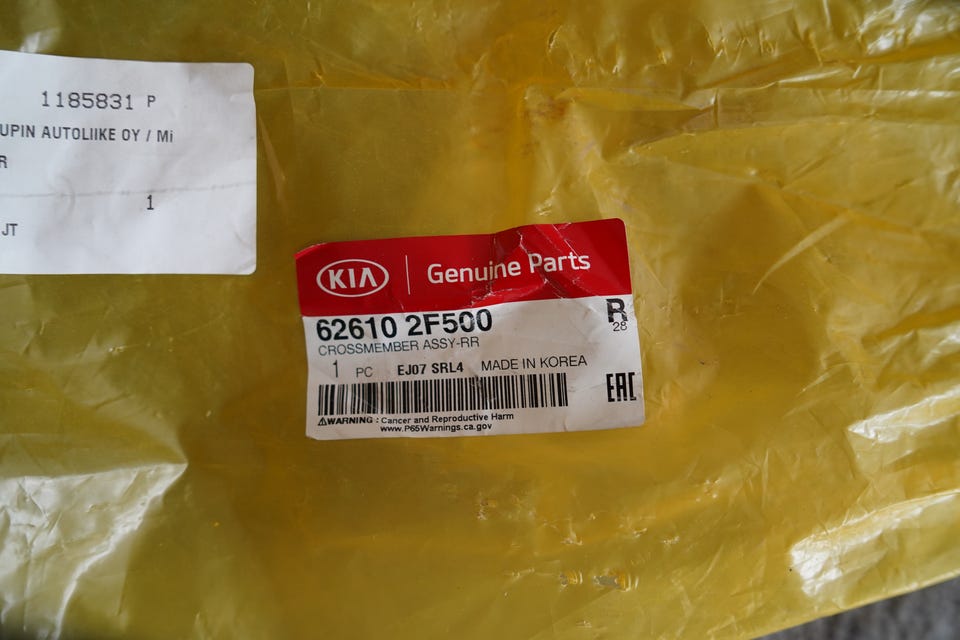 1185831 P
UPIN AUTOLIIKE OY / Mi
R
1
JT
KIA | Genuine Parts
62610 2F500
R
28
CROSSMEMBER ASSY-RR
1 PC EJ07 SRL4 MADE IN KOREA
EAC
⚠WARNING : Cancer and Reproductive Harm
www.P65Warnings.ca.gov